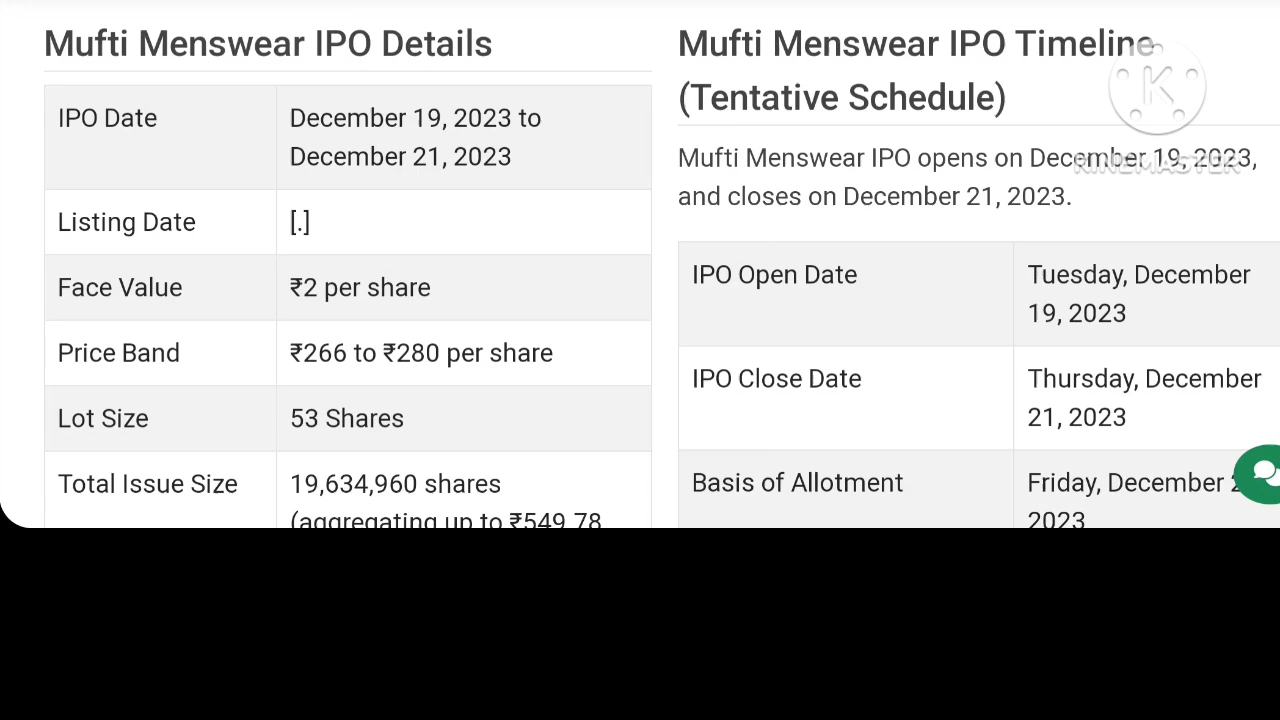 Mufti Menswear IPO Details
IPO Date
December 19, 2023 to
December 21, 2023
Listing Date
[.]
Face Value
₹2 per share
Price Band
₹266 to ₹280 per share
Lot Size
53 Shares
Total Issue Size
19,634,960 shares
(aggregating up to ₹549.78
Mufti Menswear IPO Timeline
(Tentative Schedule)
Mufti Menswear IPO opens on December 19, 2023,
and closes on December 21, 2023.
IPO Open Date
Tuesday, December
19, 2023
IPO Close Date
Thursday, December
21, 2023
Basis of Allotment
Friday, December
2023
K
KINEMASTER